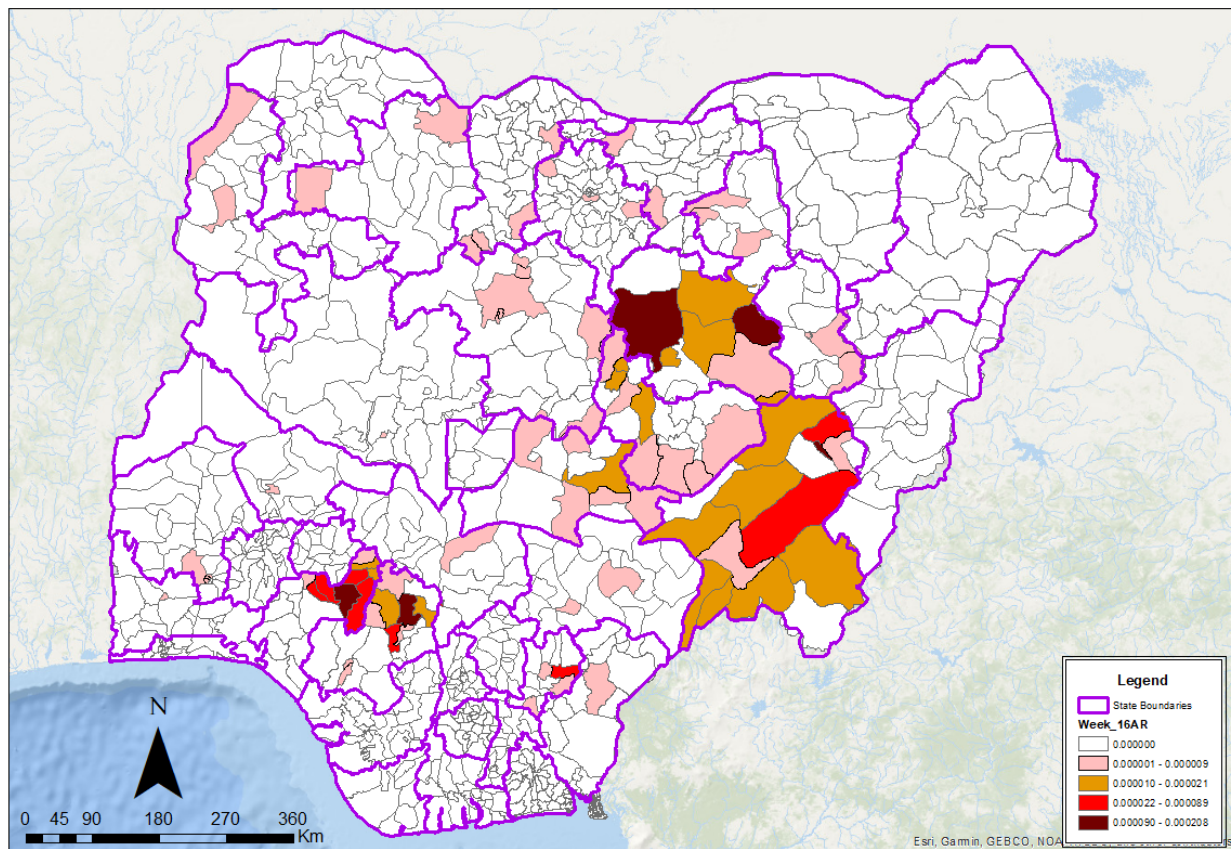 N
0 45 90 180 270 360
Km
Legend
State Boundaries
Week_16AR
0.000000
0.000001 - 0.000009
0.000010 - 0.000021
0.000022 - 0.000089
0.000090 - 0.000208
Esri, Garmin, GEBCO,